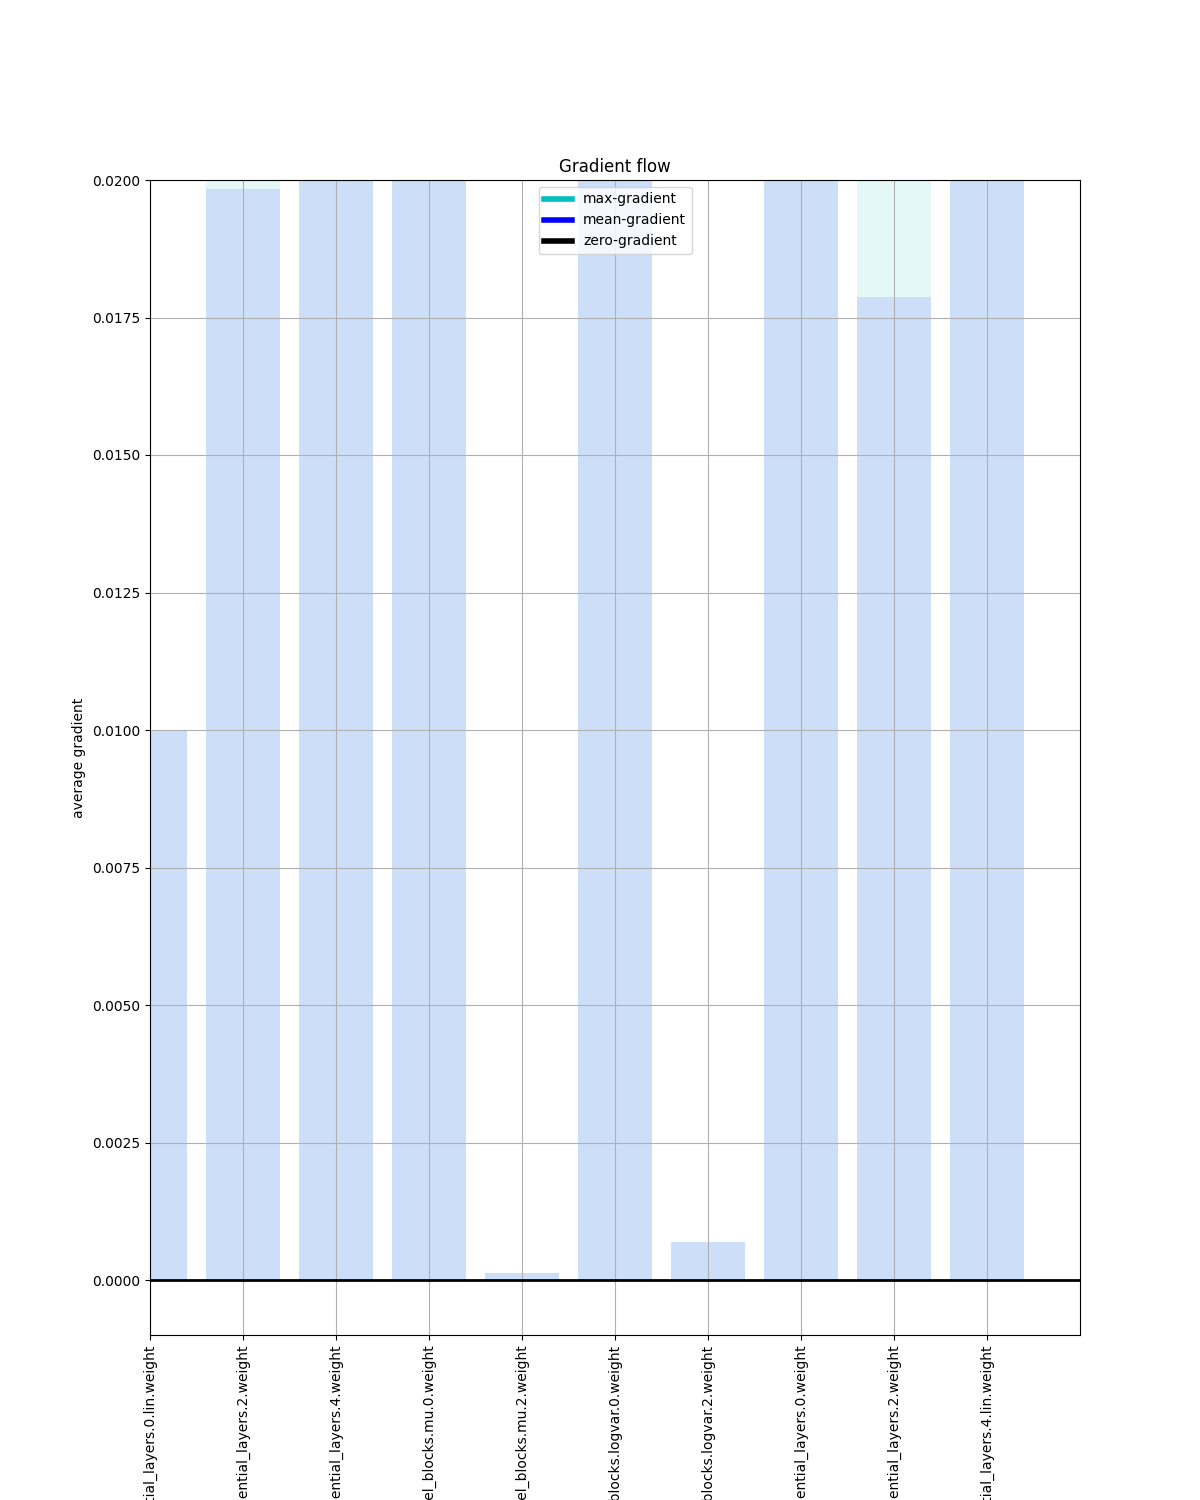 Gradient flow
max-gradient
mean-gradient
zero-gradient
0.0200
0.0175
0.0150
0.0125
0.0100
0.0075
0.0050
0.0025
0.0000
average gradient
tial_layers.0.lin.weight
ential_layers.2.weight
ential_layers.4.weight
el_blocks.mu.0.weight
el_blocks.mu.2.weight
blocks.logvar.0.weight
blocks.logvar.2.weight
ential_layers.0.weight
ential_layers.2.weight
tial_layers.4.lin.weight